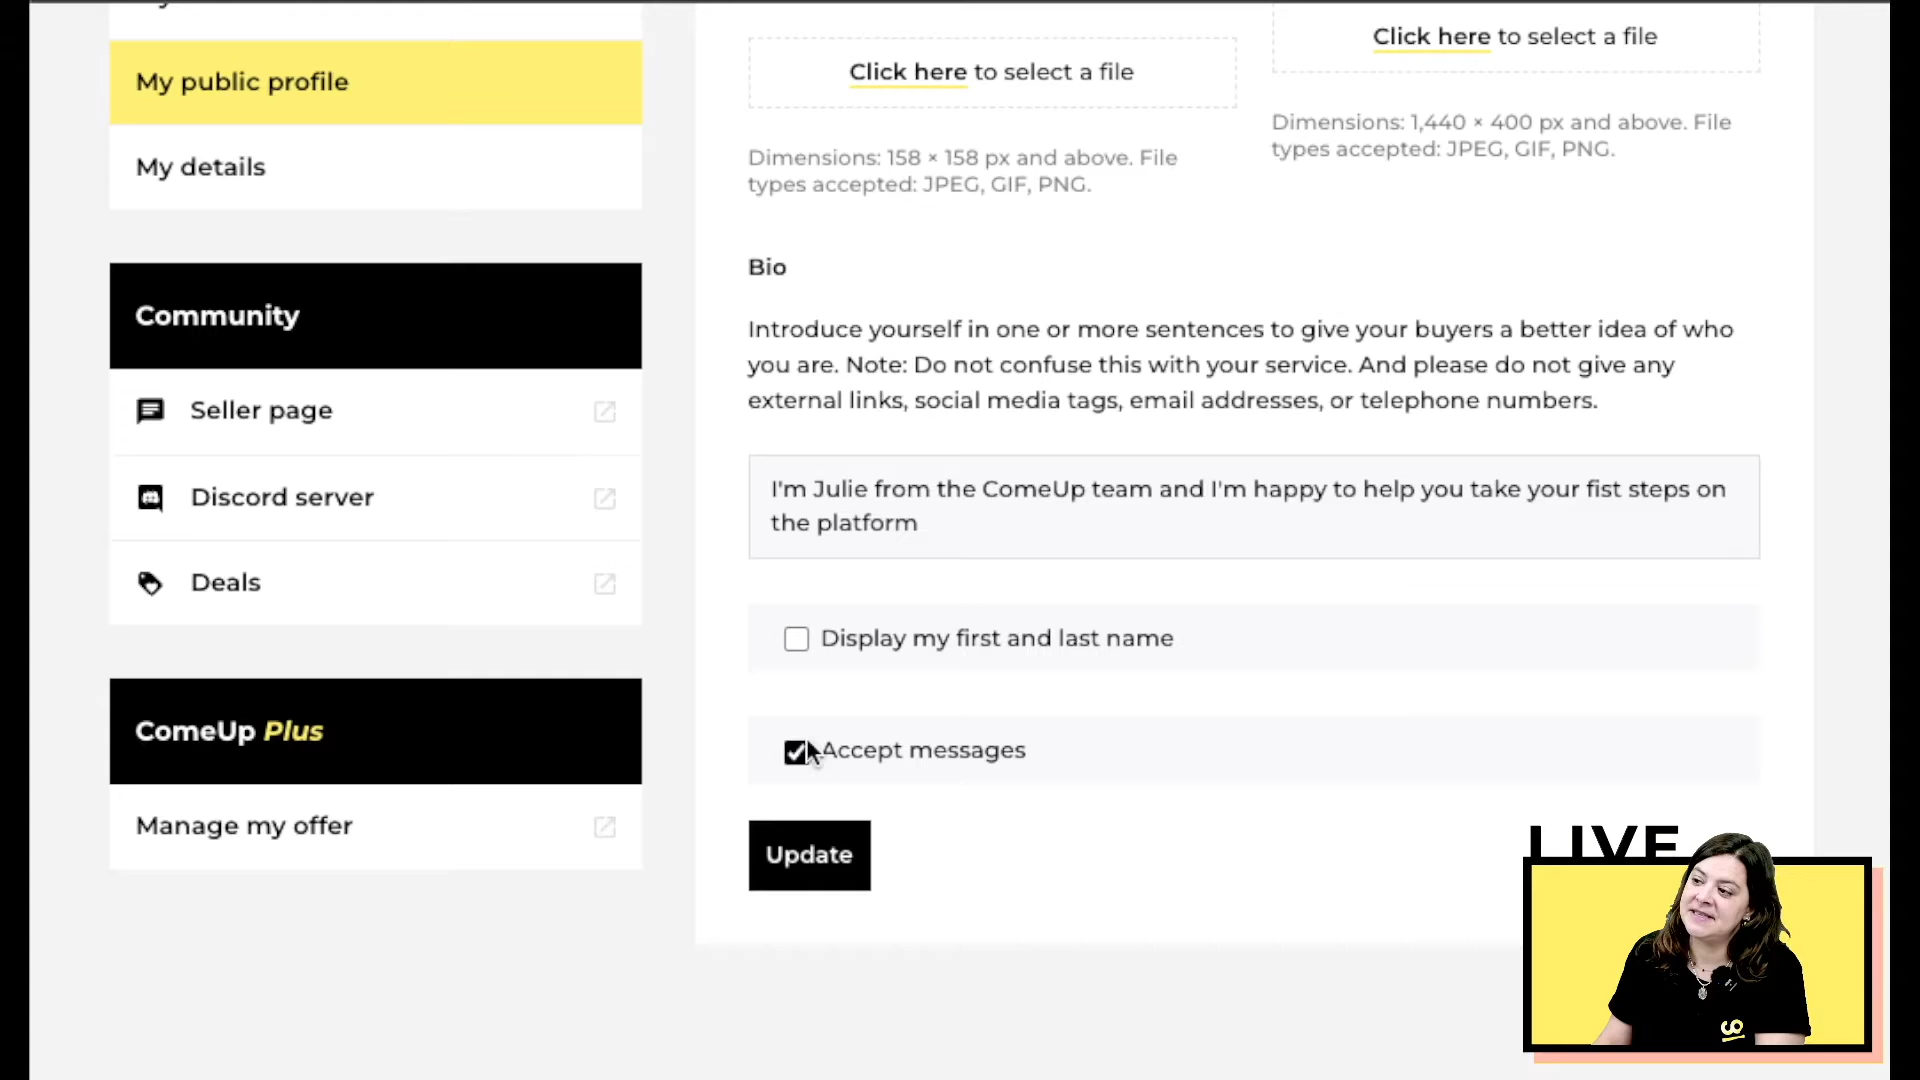 My public profile
My details
Community
Seller page
Discord server
Deals
ComeUp Plus
Manage my offer
Click here to select a file
Dimensions: 158 × 158 px and above. File
types accepted: JPEG, GIF, PNG.
Click here to select a file
Dimensions: 1,440 × 400 px and above. File
types accepted: JPEG, GIF, PNG.
Bio
Introduce yourself in one or more sentences to give your buyers a better idea of who
you are. Note: Do not confuse this with your service. And please do not give any
external links, social media tags, email addresses, or telephone numbers.
I'm Julie from the ComeUp team and I'm happy to help you take your fist steps on
the platform
Display my first and last name
Accept messages
Update
LIVE